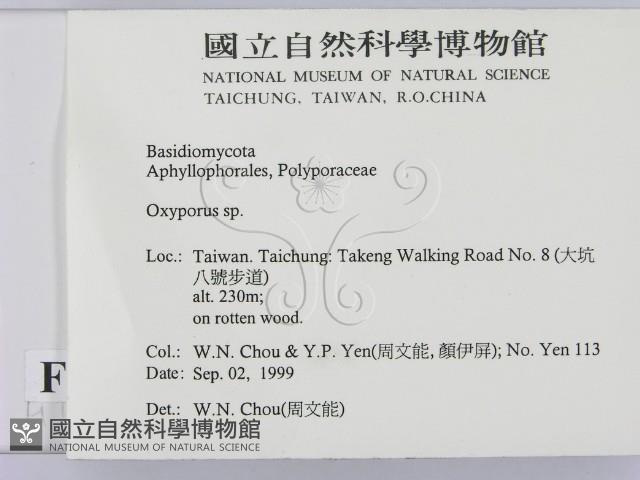 國立自然科學博物館
NATIONAL MUSEUM OF NATURAL SCIENCE
TAICHUNG, TAIWAN, R.O.CHINA
Basidiomycota
Aphyllophorales, Polyporaceae
Oxyporus sp.
Loc.: Taiwan. Taichung: Takeng Walking Road No. 8 (大坑
八號步道)
alt. 230m;
on rotten wood.
Col.: W.N. Chou & Y.P. Yen(周文能, 顏伊屏); No. Yen 113
Date: Sep. 02, 1999
Det.: W.N. Chou(周文能)
F
國立自然科學博物館
NATIONAL MUSEUM OF NATURAL SCIENCE